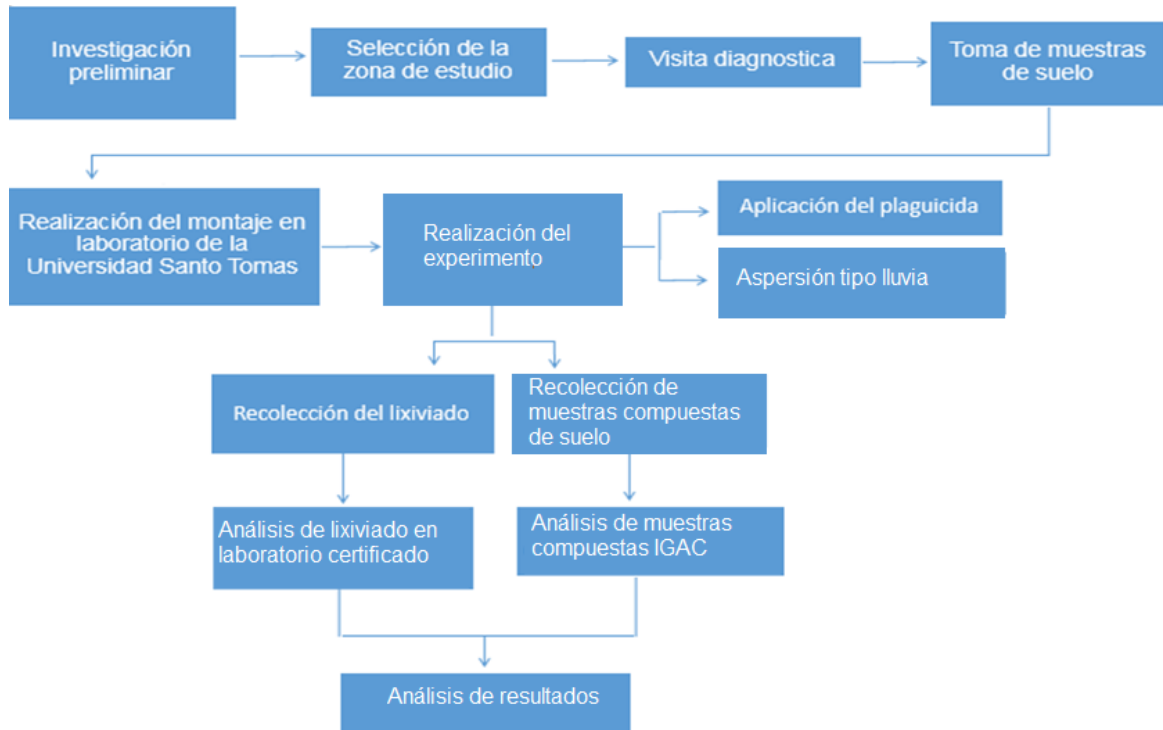 Investigación
preliminar
Selección de la
zona de estudio
Visita diagnostica
Toma de muestras
de suelo
Realización del montaje en
laboratorio de la
Universidad Santo Tomas
Realización del
experimento
Aplicación del plaguicida
Aspersión tipo lluvia
Recolección del lixiviado
Recolección de
muestras compuestas
de suelo
Análisis de lixiviado en
laboratorio certificado
Análisis de muestras
compuestas IGAC
Análisis de resultados